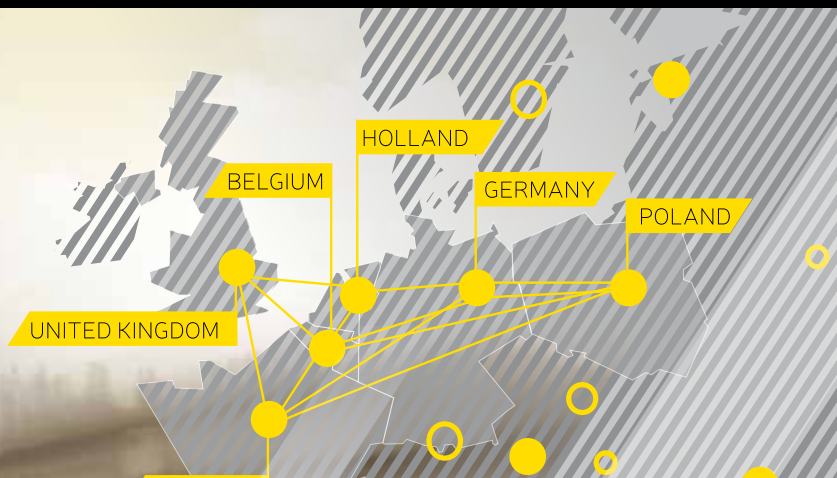 HOLLAND
BELGIUM
GERMANY
POLAND
UNITED KINGDOM